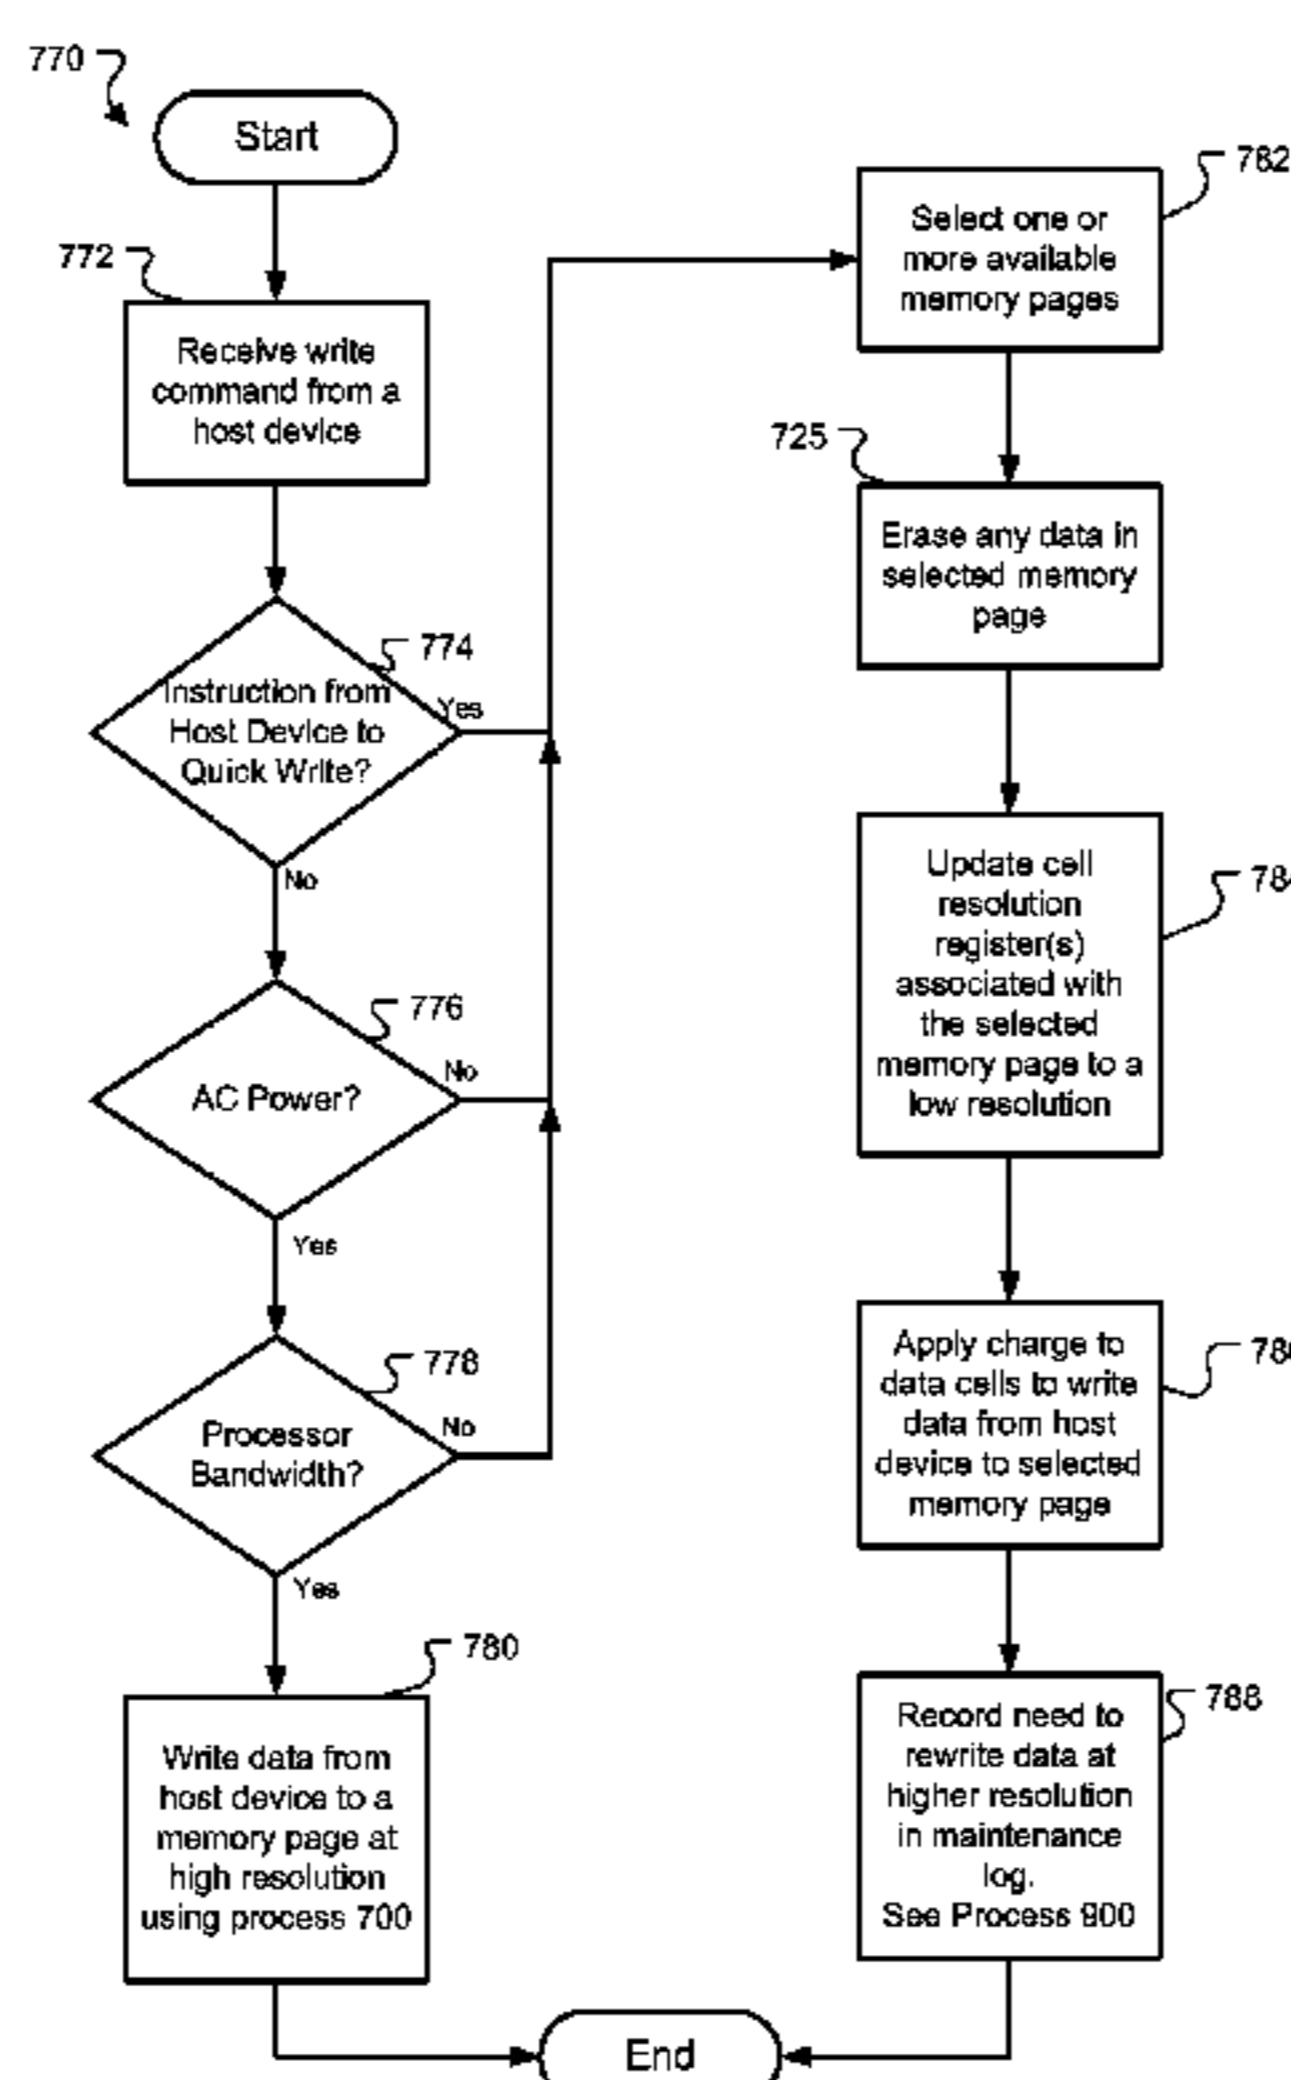 770
Start
772
Receive write
command from a
host device
774
Instruction from
Host Device to
Quick Write?
Yes
No
776
AC Power?
No
Yes
778
Processor
Bandwidth?
No
Yes
780
Write data from
host device to a
memory page at
high resolution
using process 700
782
Select one or
more available
memory pages
725
Erase any data in
selected memory
page
Update cell
resolution
register(s)
associated with
the selected
memory page to a
low resolution
Apply charge to
data cells to write
data from host
device to selected
memory page
788
Record need to
rewrite data at
higher resolution
in maintenance
log.
See Process 900
End